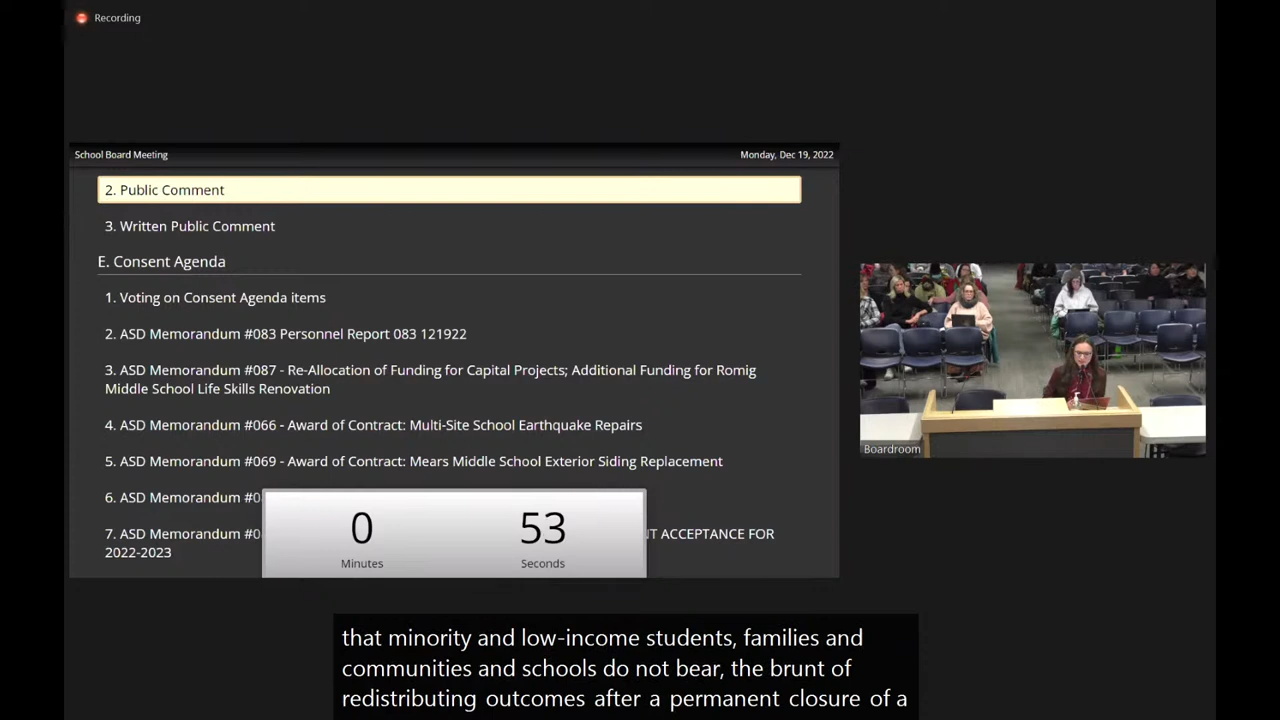 Recording
School Board Meeting
Monday, Dec 19, 2022
2. Public Comment
3. Written Public Comment
E. Consent Agenda
1. Voting on Consent Agenda items
2. ASD Memorandum #083 Personnel Report 083 121922
3. ASD Memorandum #087 - Re-Allocation of Funding for Capital Projects; Additional Funding for Romig
Middle School Life Skills Renovation
4. ASD Memorandum #066 - Award of Contract: Multi-Site School Earthquake Repairs
5. ASD Memorandum #069 - Award of Contract: Mears Middle School Exterior Siding Replacement
6. ASD Memorandum #0
7. ASD Memorandum #0
NT ACCEPTANCE FOR
2022-2023
0
53
Minutes
Seconds
Boardroom
that minority and low-income students, families and
communities and schools do not bear, the brunt of
redistributing outcomes after a permanent closure of a